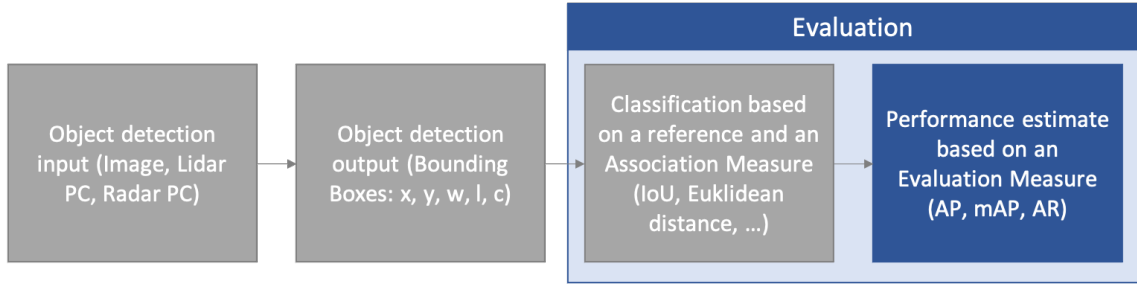 Evaluation
Object detection
input (Image, Lidar
PC, Radar PC)
Object detection
output (Bounding
Boxes: x, y, w, l, c)
Classification based
on a reference and an
Association Measure
(IoU, Euklidean
distance, ...)
Performance estimate
based on an
Evaluation Measure
(AP, mAP, AR)